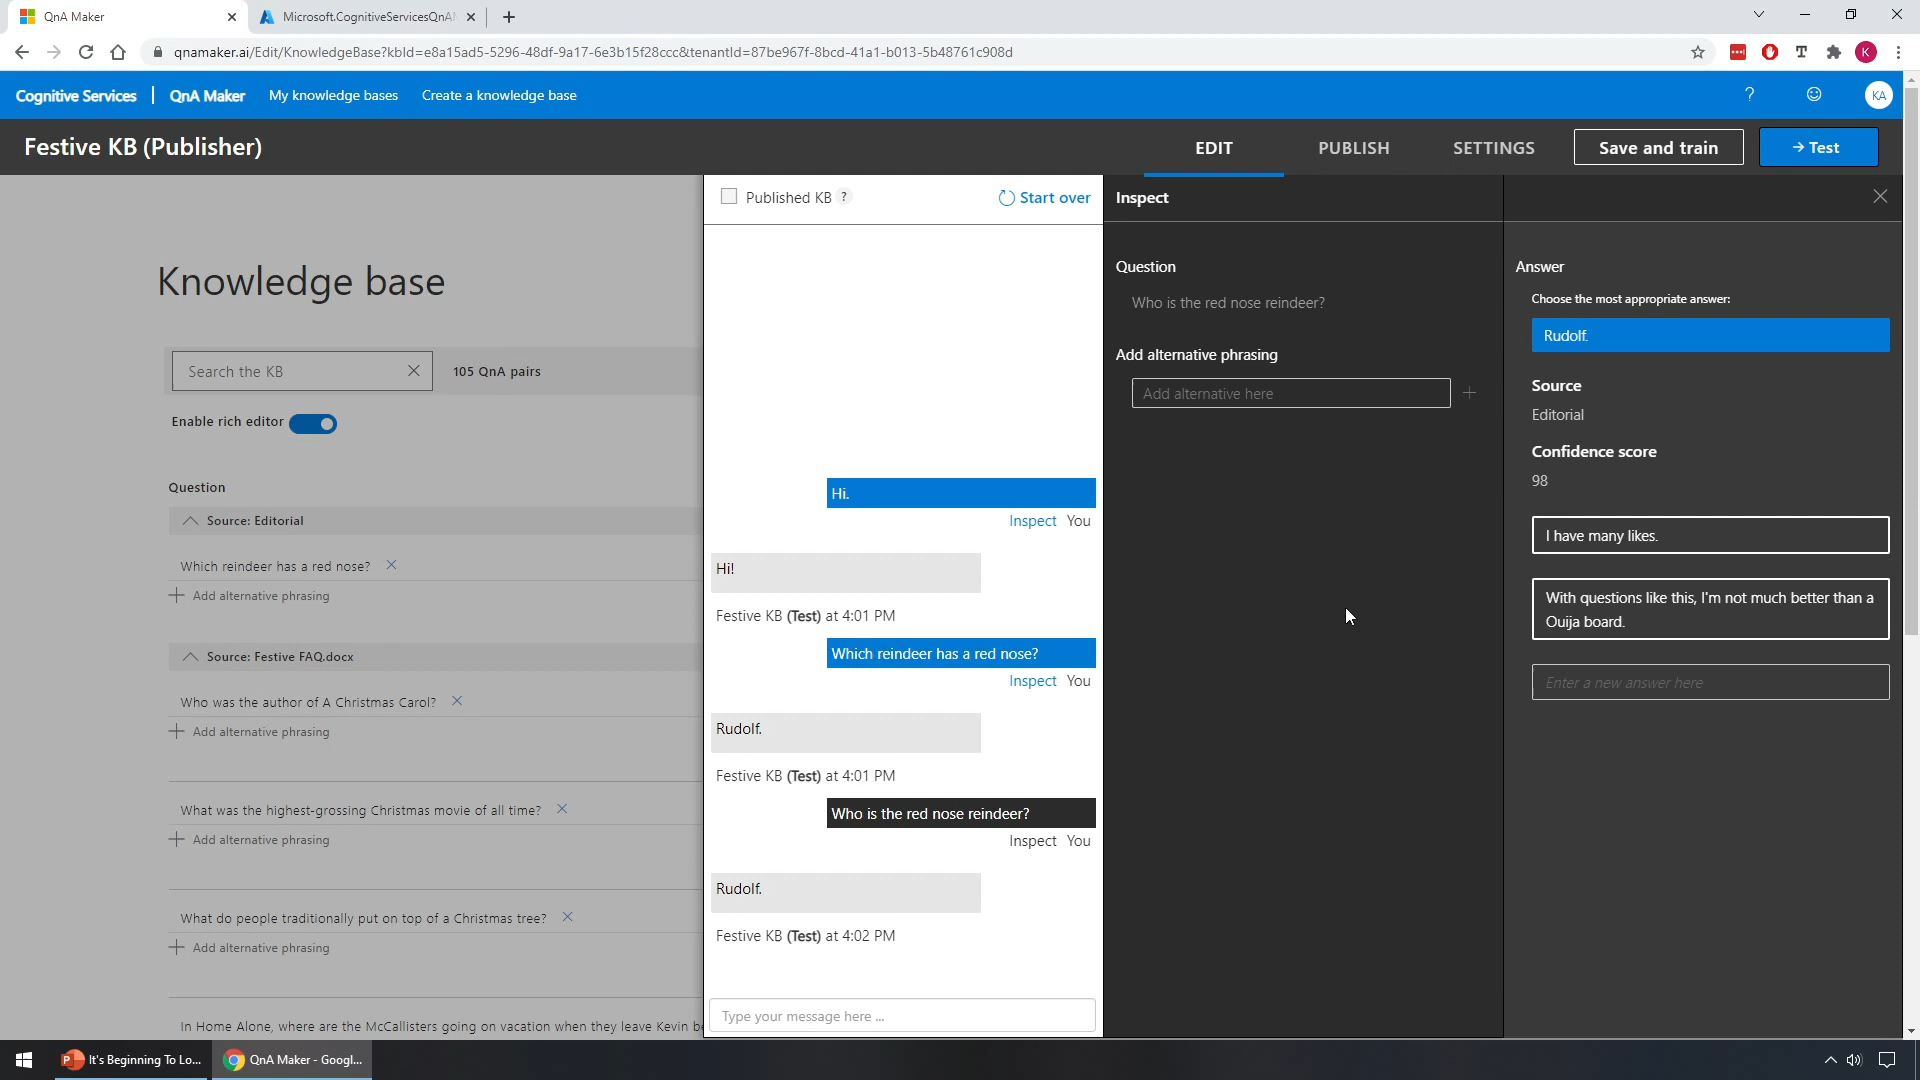 QnA Maker
Microsoft.CognitiveServicesQnA
qnamaker.ai/Edit/KnowledgeBase?kbId=e8a15ad5-5296-48df-9a17-6e3b15f28ccc&tenantId=87be967f-8bcd-41a1-b013-5b48761c908d
K
Cognitive Services | QnA Maker My knowledge bases Create a knowledge base ? KA
Festive KB (Publisher) EDIT PUBLISH SETTINGS Save and train → Test
Knowledge base
Search the KB 105 QnA pairs
Enable rich editor
Question
Source: Editorial
Which reindeer has a red nose?
+ Add alternative phrasing
Source: Festive FAQ.docx
Who was the author of A Christmas Carol?
+ Add alternative phrasing
What was the highest-grossing Christmas movie of all time?
+ Add alternative phrasing
What do people traditionally put on top of a Christmas tree?
+ Add alternative phrasing
In Home Alone, where are the McCallisters going on vacation when they leave Kevin be
Published KB ? Start over
Hi.
Inspect You
Hi!
Festive KB (Test) at 4:01 PM
Which reindeer has a red nose?
Inspect You
Rudolf.
Festive KB (Test) at 4:01 PM
Who is the red nose reindeer?
Inspect You
Rudolf.
Festive KB (Test) at 4:02 PM
Type your message here ...
Inspect
Question
Who is the red nose reindeer?
Add alternative phrasing
Add alternative here
Answer
Choose the most appropriate answer:
Rudolf.
Source
Editorial
Confidence score
98
I have many likes.
With questions like this, I'm not much better than a
Ouija board.
Enter a new answer here
It's Beginning To Lo...
QnA Maker - Googl...